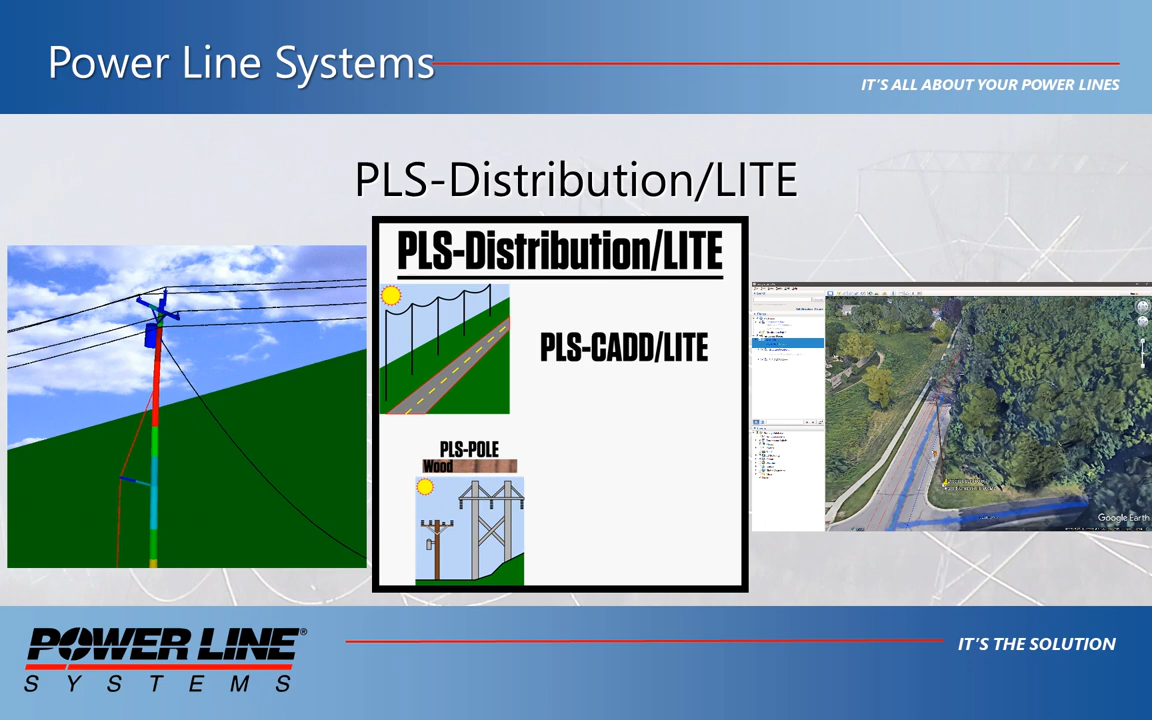 Power Line Systems
IT'S ALL ABOUT YOUR POWER LINES
PLS-Distribution/LITE
PLS-Distribution/LITE
PLS-CADD/LITE
PLS-POLE
Wood
Google Earth
POWER LINE®
SYSTEMS
IT'S THE SOLUTION